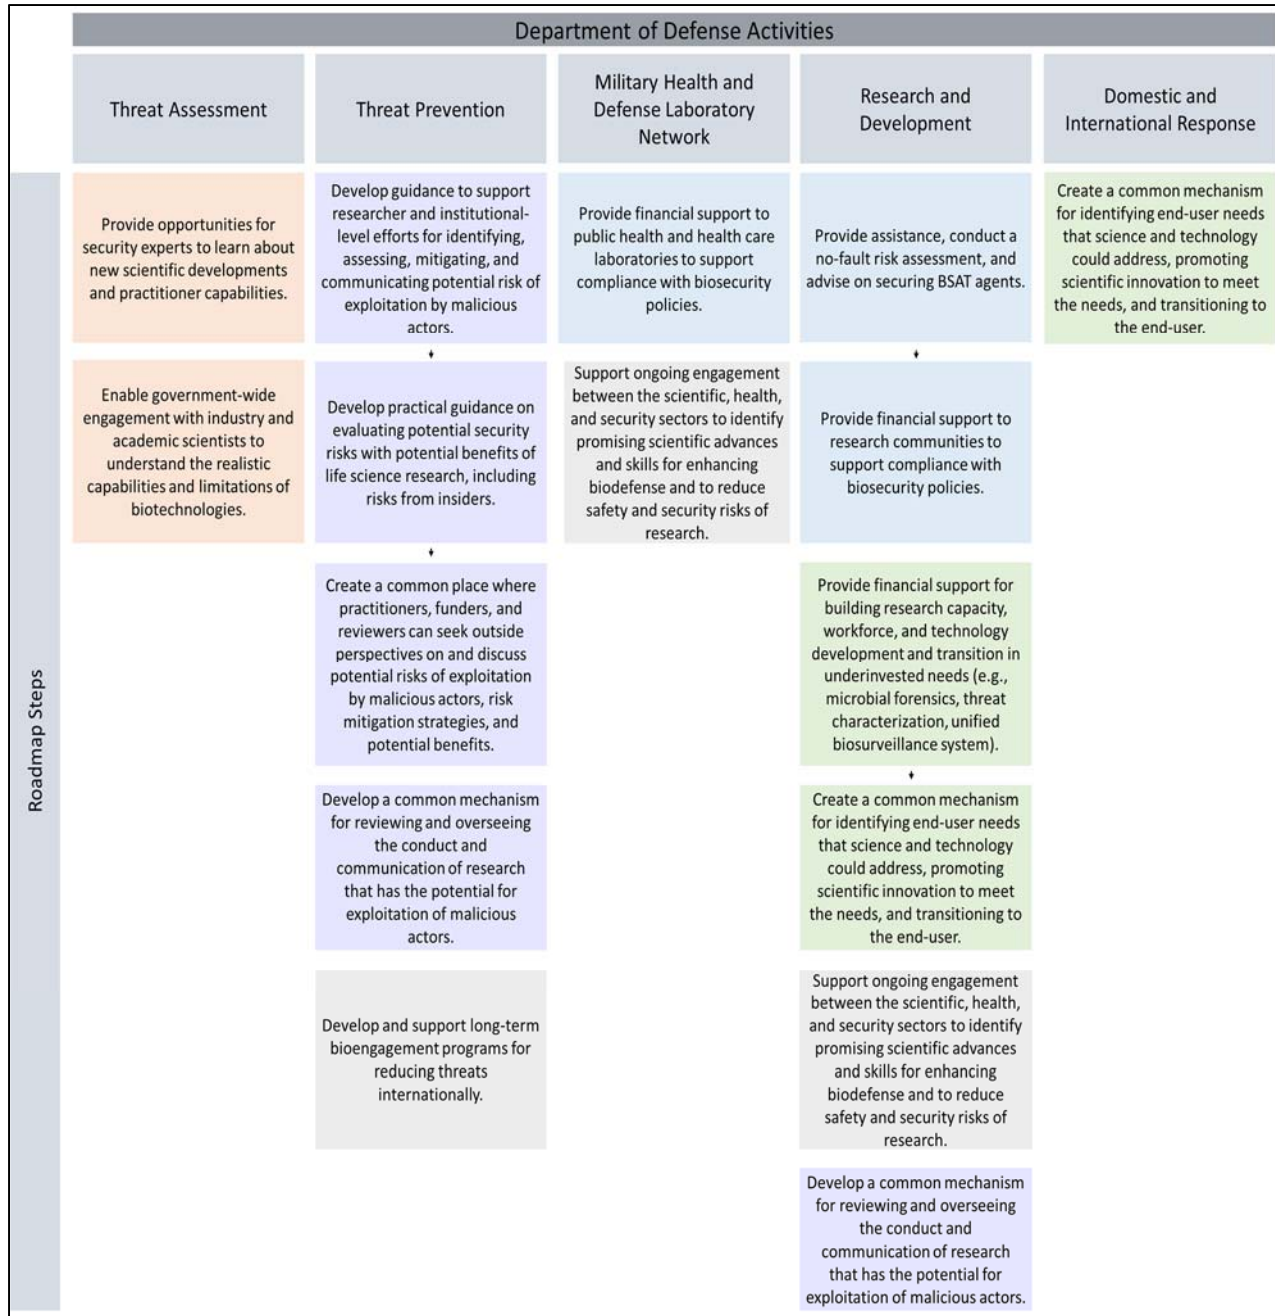 Department of Defense Activities
Threat Assessment
Threat Prevention
Military Health and
Defense Laboratory
Network
Research and
Development
Domestic and
International Response
Roadmap Steps
Provide opportunities for
security experts to learn about
new scientific developments
and practitioner capabilities.
Enable government-wide
engagement with industry and
academic scientists to
understand the realistic
capabilities and limitations of
biotechnologies.
Develop guidance to support
researcher and institutional-
level efforts for identifying,
assessing, mitigating, and
communicating potential risk of
exploitation by malicious
actors.
Develop practical guidance on
evaluating potential security
risks with potential benefits of
life science research, including
risks from insiders.
Create a common place where
practitioners, funders, and
reviewers can seek outside
perspectives on and discuss
potential risks of exploitation
by malicious actors, risk
mitigation strategies, and
potential benefits.
Develop a common mechanism
for reviewing and overseeing
the conduct and
communication of research
that has the potential for
exploitation of malicious
actors.
Develop and support long-term
bioengagement programs for
reducing threats
internationally.
Provide financial support to
public health and health care
laboratories to support
compliance with biosecurity
policies.
Support ongoing engagement
between the scientific, health,
and security sectors to identify
promising scientific advances
and skills for enhancing
biodefense and to reduce
safety and security risks of
research.
Provide assistance, conduct a
no-fault risk assessment, and
advise on securing BSAT agents.
Provide financial support to
research communities to
support compliance with
biosecurity policies.
Provide financial support for
building research capacity,
workforce, and technology
development and transition in
underinvested needs (e.g.,
microbial forensics, threat
characterization, unified
biosurveillance system).
Create a common mechanism
for identifying end-user needs
that science and technology
could address, promoting
scientific innovation to meet
the needs, and transitioning to
the end-user.
Support ongoing engagement
between the scientific, health,
and security sectors to identify
promising scientific advances
and skills for enhancing
biodefense and to reduce
safety and security risks of
research.
Develop a common mechanism
for reviewing and overseeing
the conduct and
communication of research
that has the potential for
exploitation of malicious actors.
Create a common mechanism
for identifying end-user needs
that science and technology
could address, promoting
scientific innovation to meet
the needs, and transitioning to
the end-user.